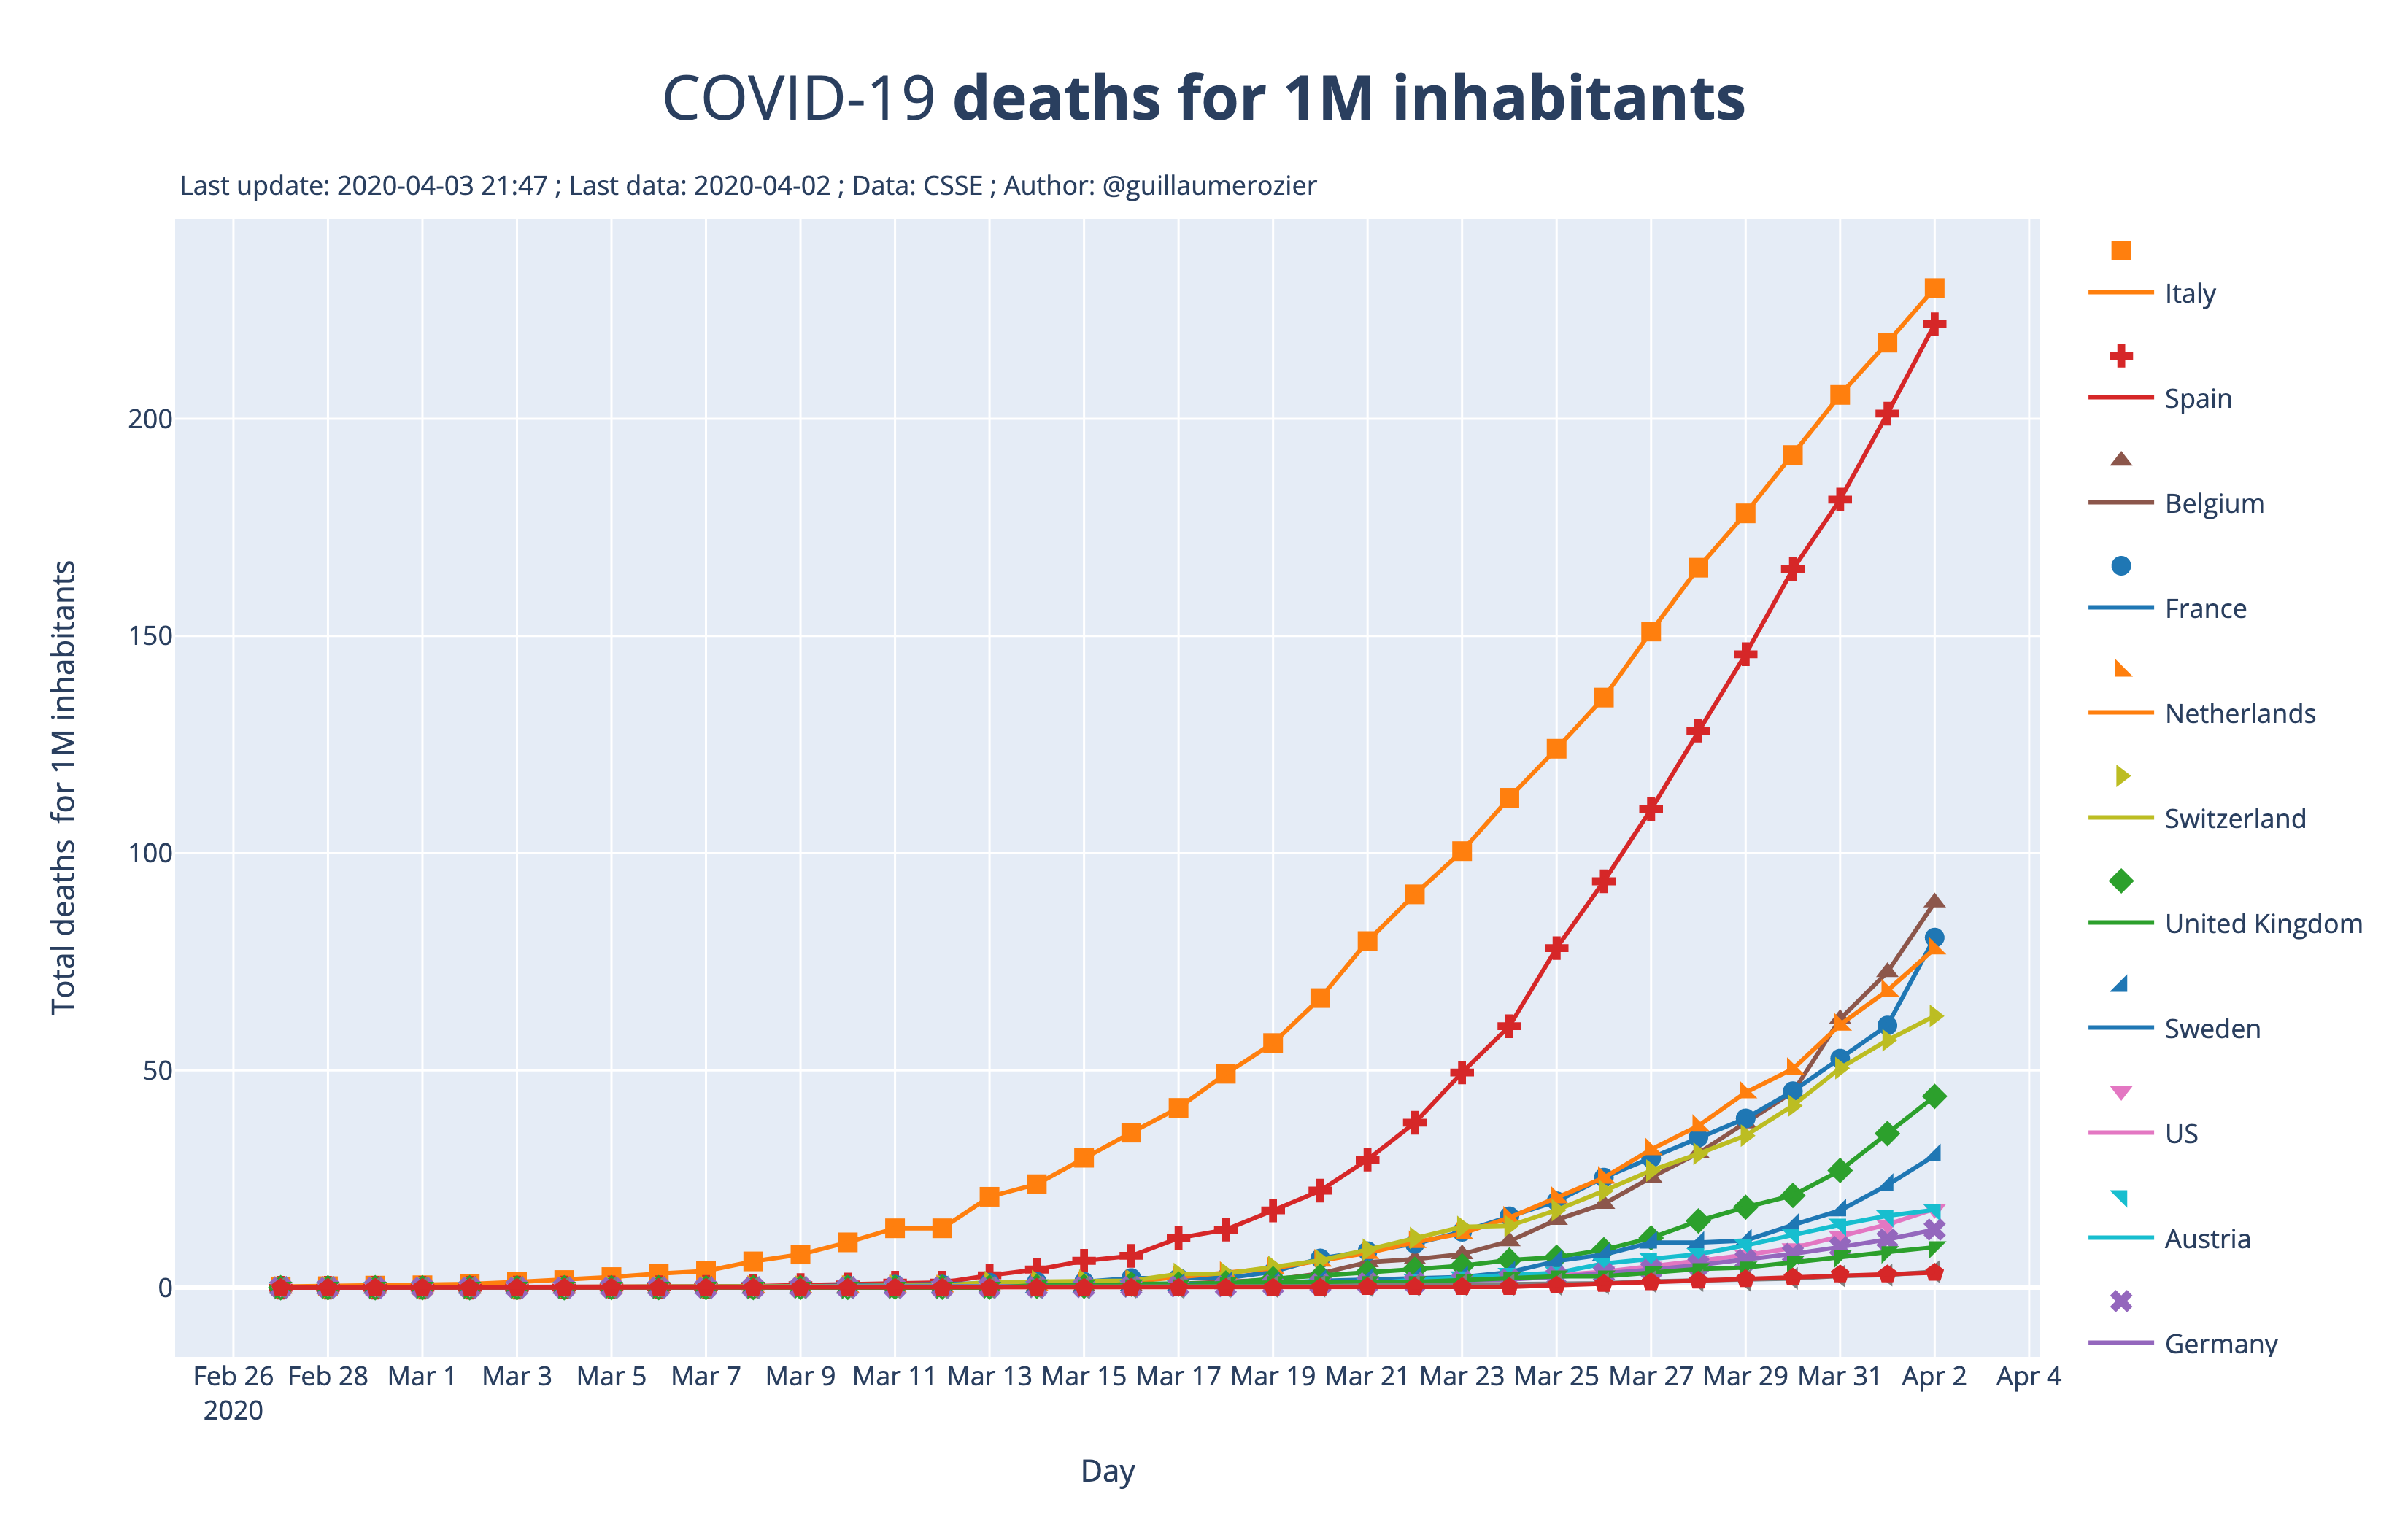 COVID-19 deaths for 1M inhabitants
Last update: 2020-04-03 21:47 ; Last data: 2020-04-02 ; Data: CSSE ; Author: @guillaumerozier
Total deaths for 1M inhabitants
200
150
100
50
0
Feb 26 Feb 28 Mar 1 Mar 3 Mar 5 Mar 7 Mar 9 Mar 11 Mar 13 Mar 15 Mar 17 Mar 19 Mar 21 Mar 23 Mar 25 Mar 27 Mar 29 Mar 31 Apr 2 Apr 4
2020
Day
Italy
Spain
Belgium
France
Netherlands
Switzerland
United Kingdom
Sweden
US
Austria
Germany